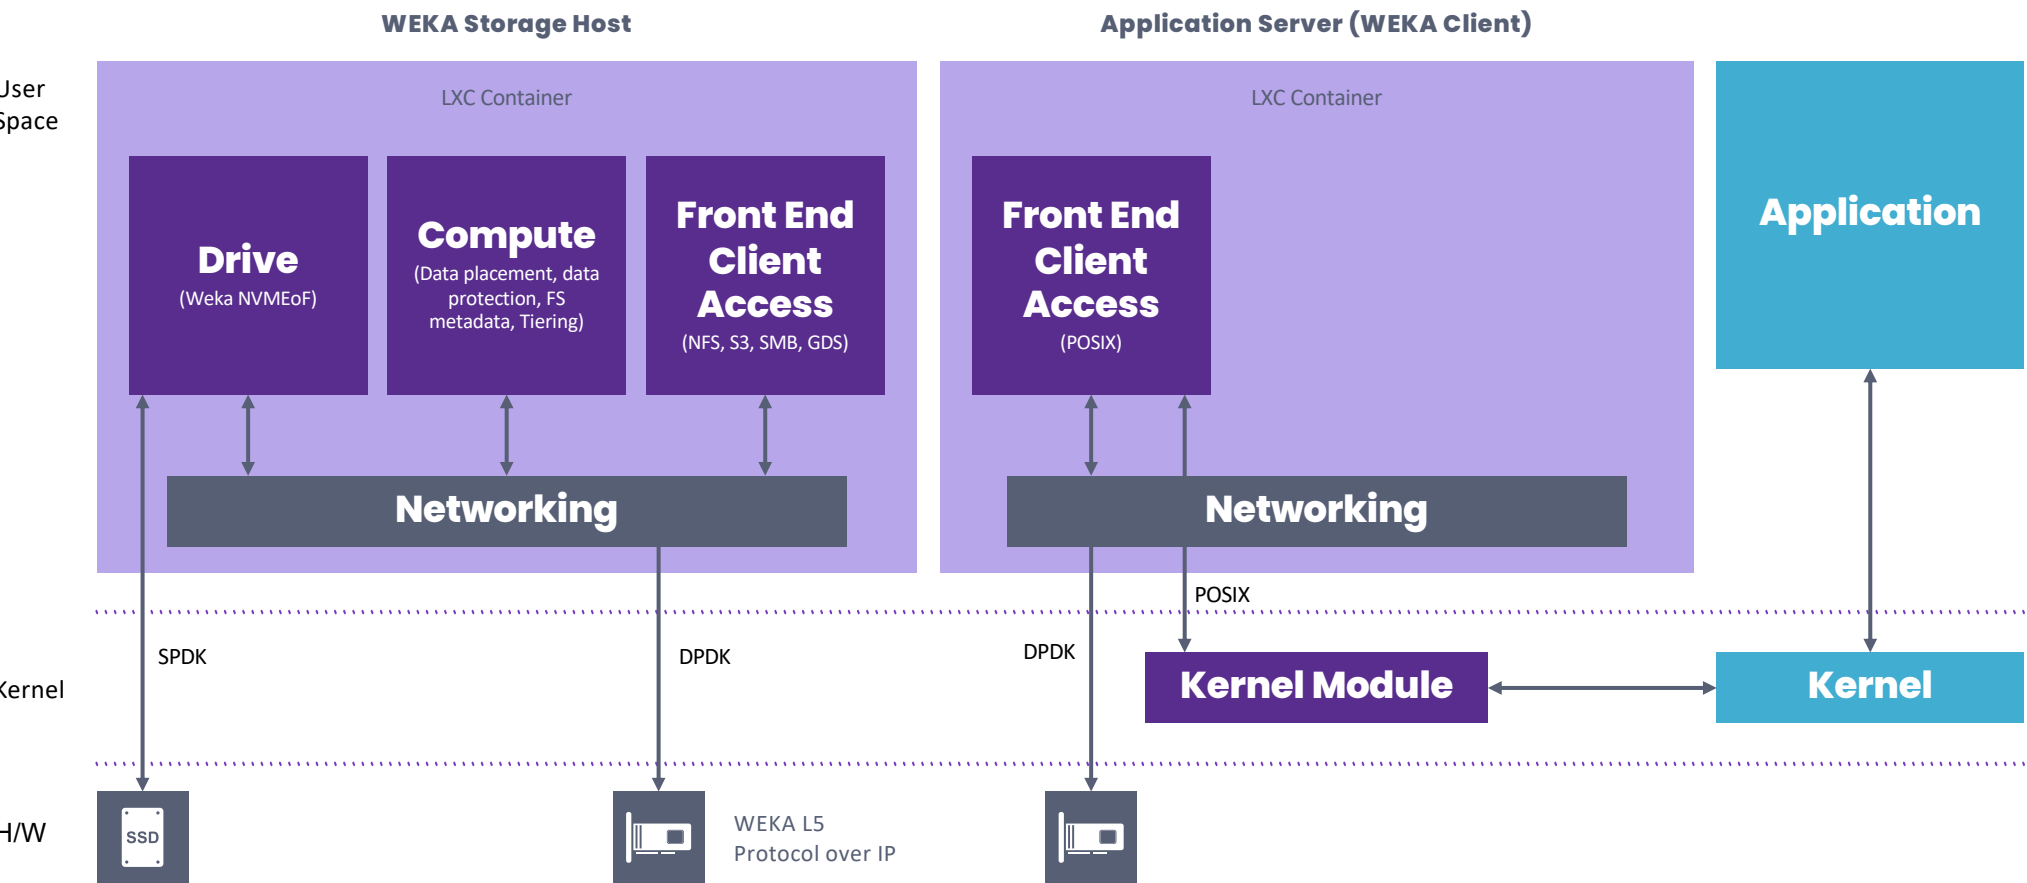 WEKA Storage Host
Application Server (WEKA Client)
User
Space
LXC Container
LXC Container
Drive
(Weka NVMEoF)
Compute
(Data placement, data
protection, FS
metadata, Tiering)
Front End
Client
Access
(NFS, S3, SMB, GDS)
Front End
Client
Access
(POSIX)
Application
Networking
Networking
POSIX
SPDK
DPDK
DPDK
Kernel
Kernel Module
Kernel
H/W
SSD
WEKA L5
Protocol over IP